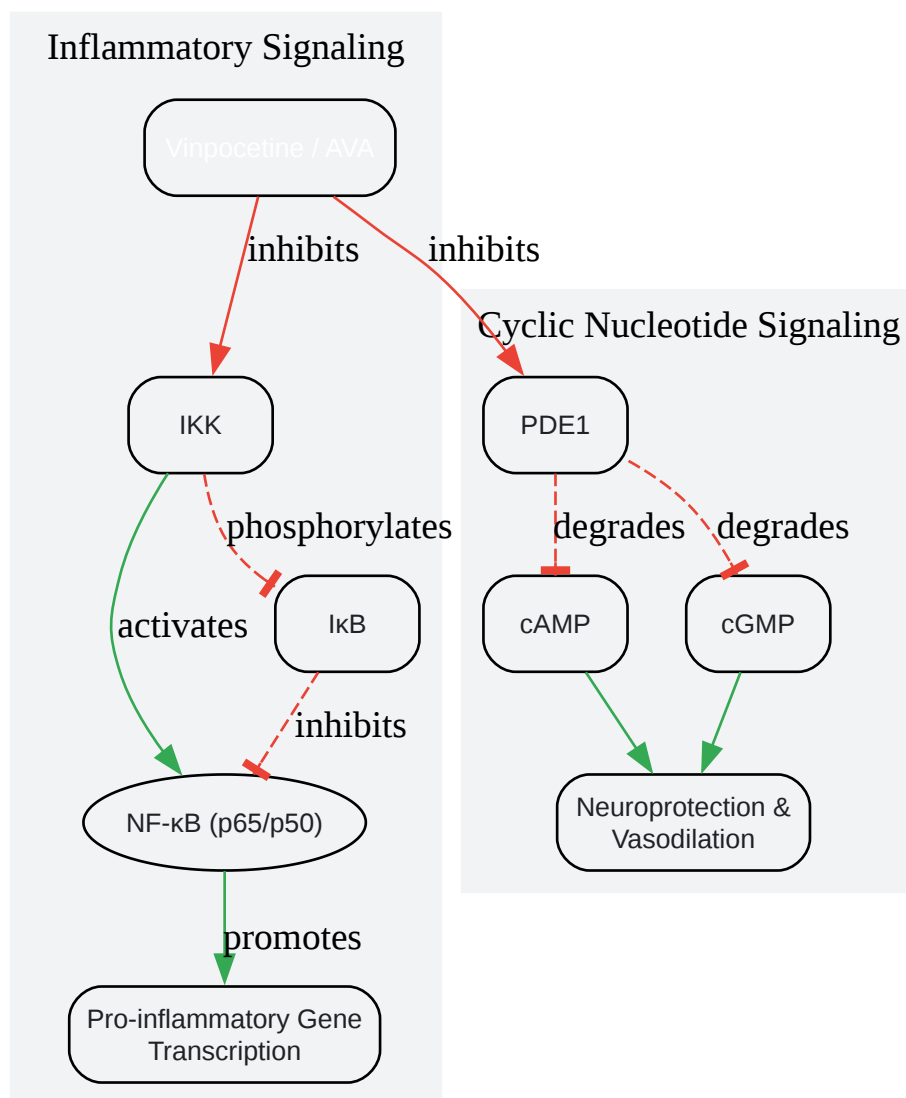 Inflammatory Signaling
Vinpocetine / AVA
inhibits
inhibits
Cyclic Nucleotide Signaling
IKK
PDE1
phosphorylates
degrades
degrades
activates
IκB
cAMP
cGMP
inhibits
NF-κB (p65/p50)
Neuroprotection &
Vasodilation
promotes
Pro-inflammatory Gene
Transcription